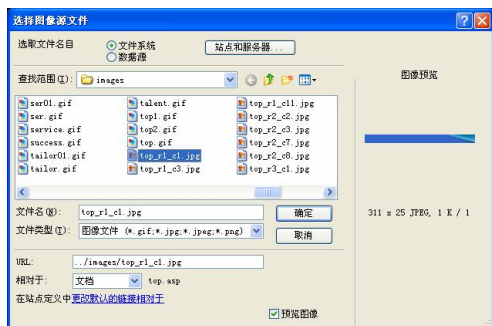 选择图像源文件
选取文件名自
文件系统
数据源
站点和服务器...
查找范围(I):
images
ser01.gif
ser.gif
service.gif
success.gif
tailor01.gif
tailor.gif
talent.gif
top1.gif
top2.gif
top.gif
top_r1_c1.jpg
top_r1_c3.jpg
top_r1_c11.jpg
top_r2_c2.jpg
top_r2_c3.jpg
top_r2_c7.jpg
top_r2_c8.jpg
top_r3_c1.jpg
文件名(N):
top_r1_c1.jpg
确定
文件类型(T):
图像文件 (*.gif;*.jpg;*.jpeg;*.png)
取消
URL:
../images/top_r1_c1.jpg
相对于:
文档
top.asp
在站点定义中更改默认的链接相对于
预览图像
图像预览
311 x 25 JPEG, 1 K / 1